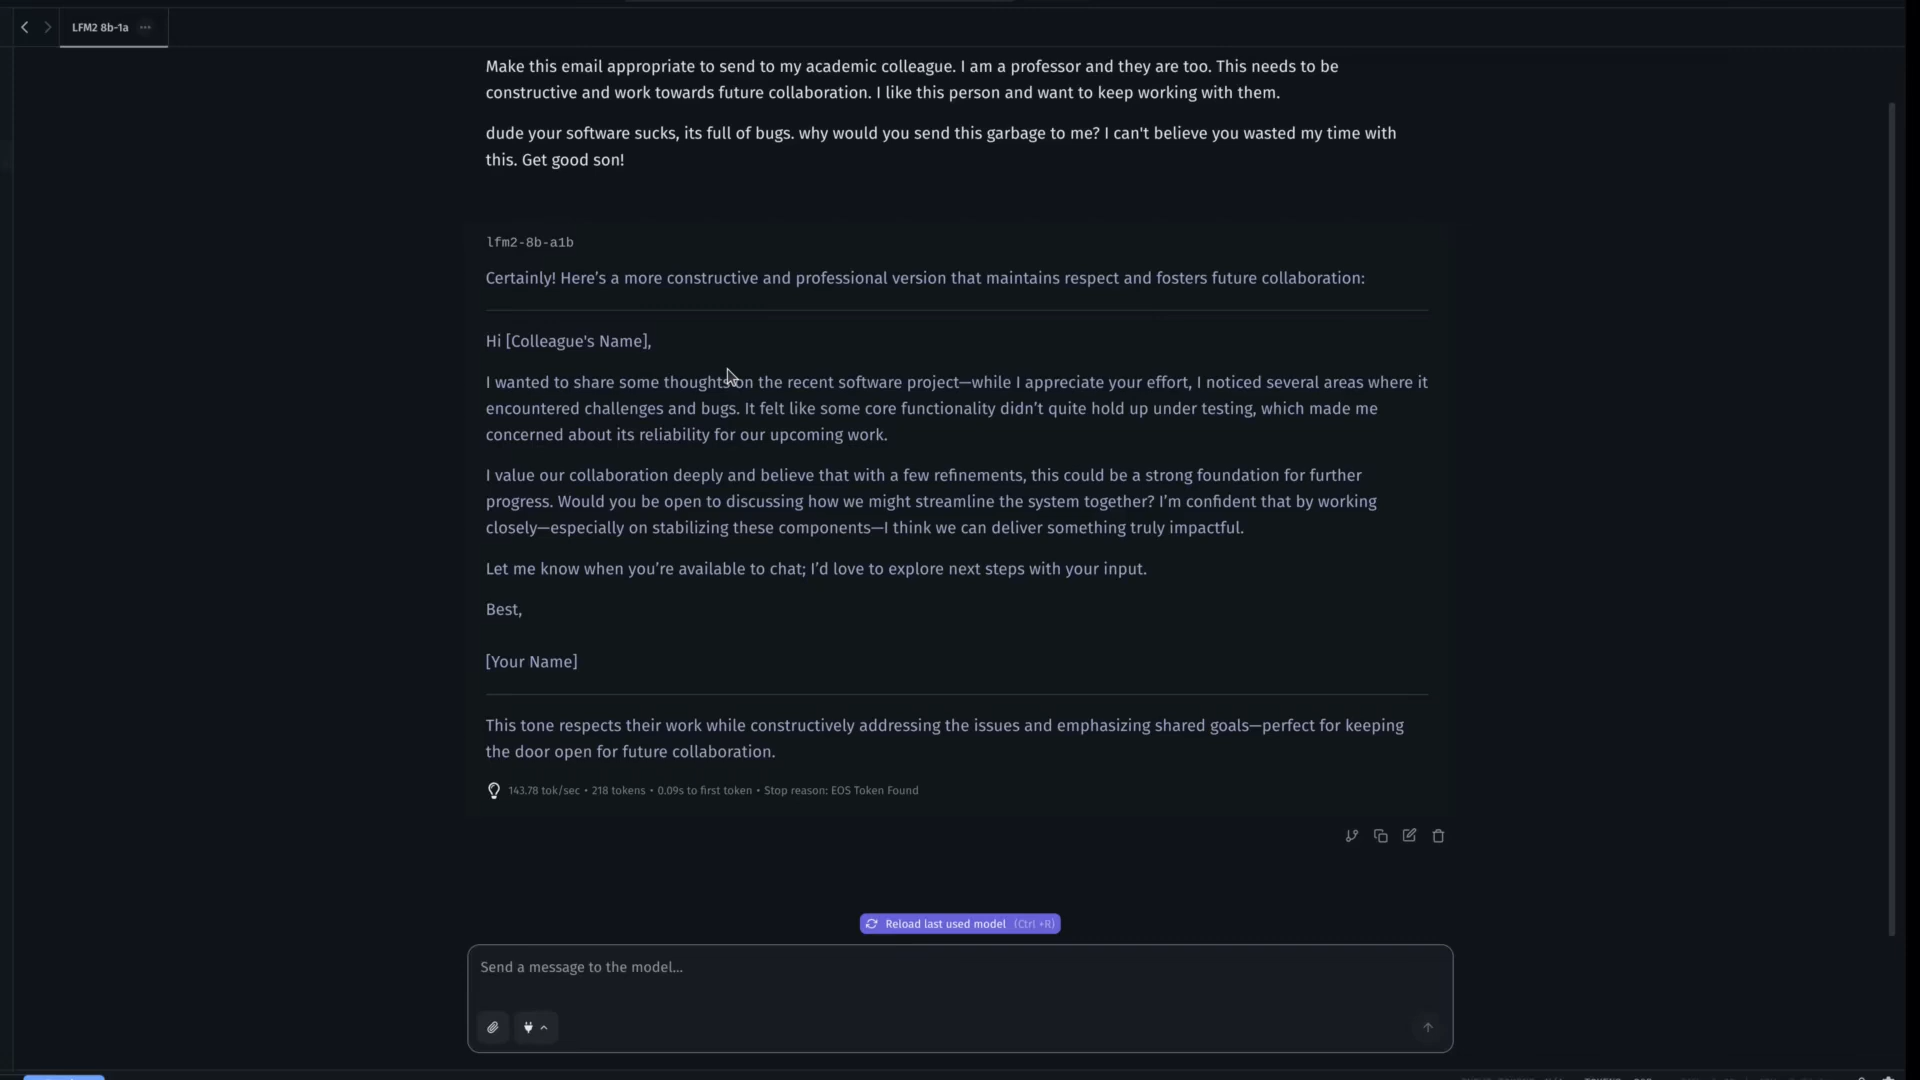 LFM2 8b-1a
Make this email appropriate to send to my academic colleague. I am a professor and they are too. This needs to be
constructive and work towards future collaboration. I like this person and want to keep working with them.
dude your software sucks, its full of bugs. why would you send this garbage to me? I can't believe you wasted my time with
this. Get good son!
lfm2-8b-a1b
Certainly! Here’s a more constructive and professional version that maintains respect and fosters future collaboration:
Hi [Colleague's Name],
I wanted to share some thoughts on the recent software project—while I appreciate your effort, I noticed several areas where it
encountered challenges and bugs. It felt like some core functionality didn’t quite hold up under testing, which made me
concerned about its reliability for our upcoming work.
I value our collaboration deeply and believe that with a few refinements, this could be a strong foundation for further
progress. Would you be open to discussing how we might streamline the system together? I’m confident that by working
closely—especially on stabilizing these components—I think we can deliver something truly impactful.
Let me know when you’re available to chat; I’d love to explore next steps with your input.
Best,
[Your Name]
This tone respects their work while constructively addressing the issues and emphasizing shared goals—perfect for keeping
the door open for future collaboration.
143.78 tok/sec • 218 tokens • 0.09s to first token • Stop reason: EOS Token Found
Reload last used model (Ctrl +R)
Send a message to the model...